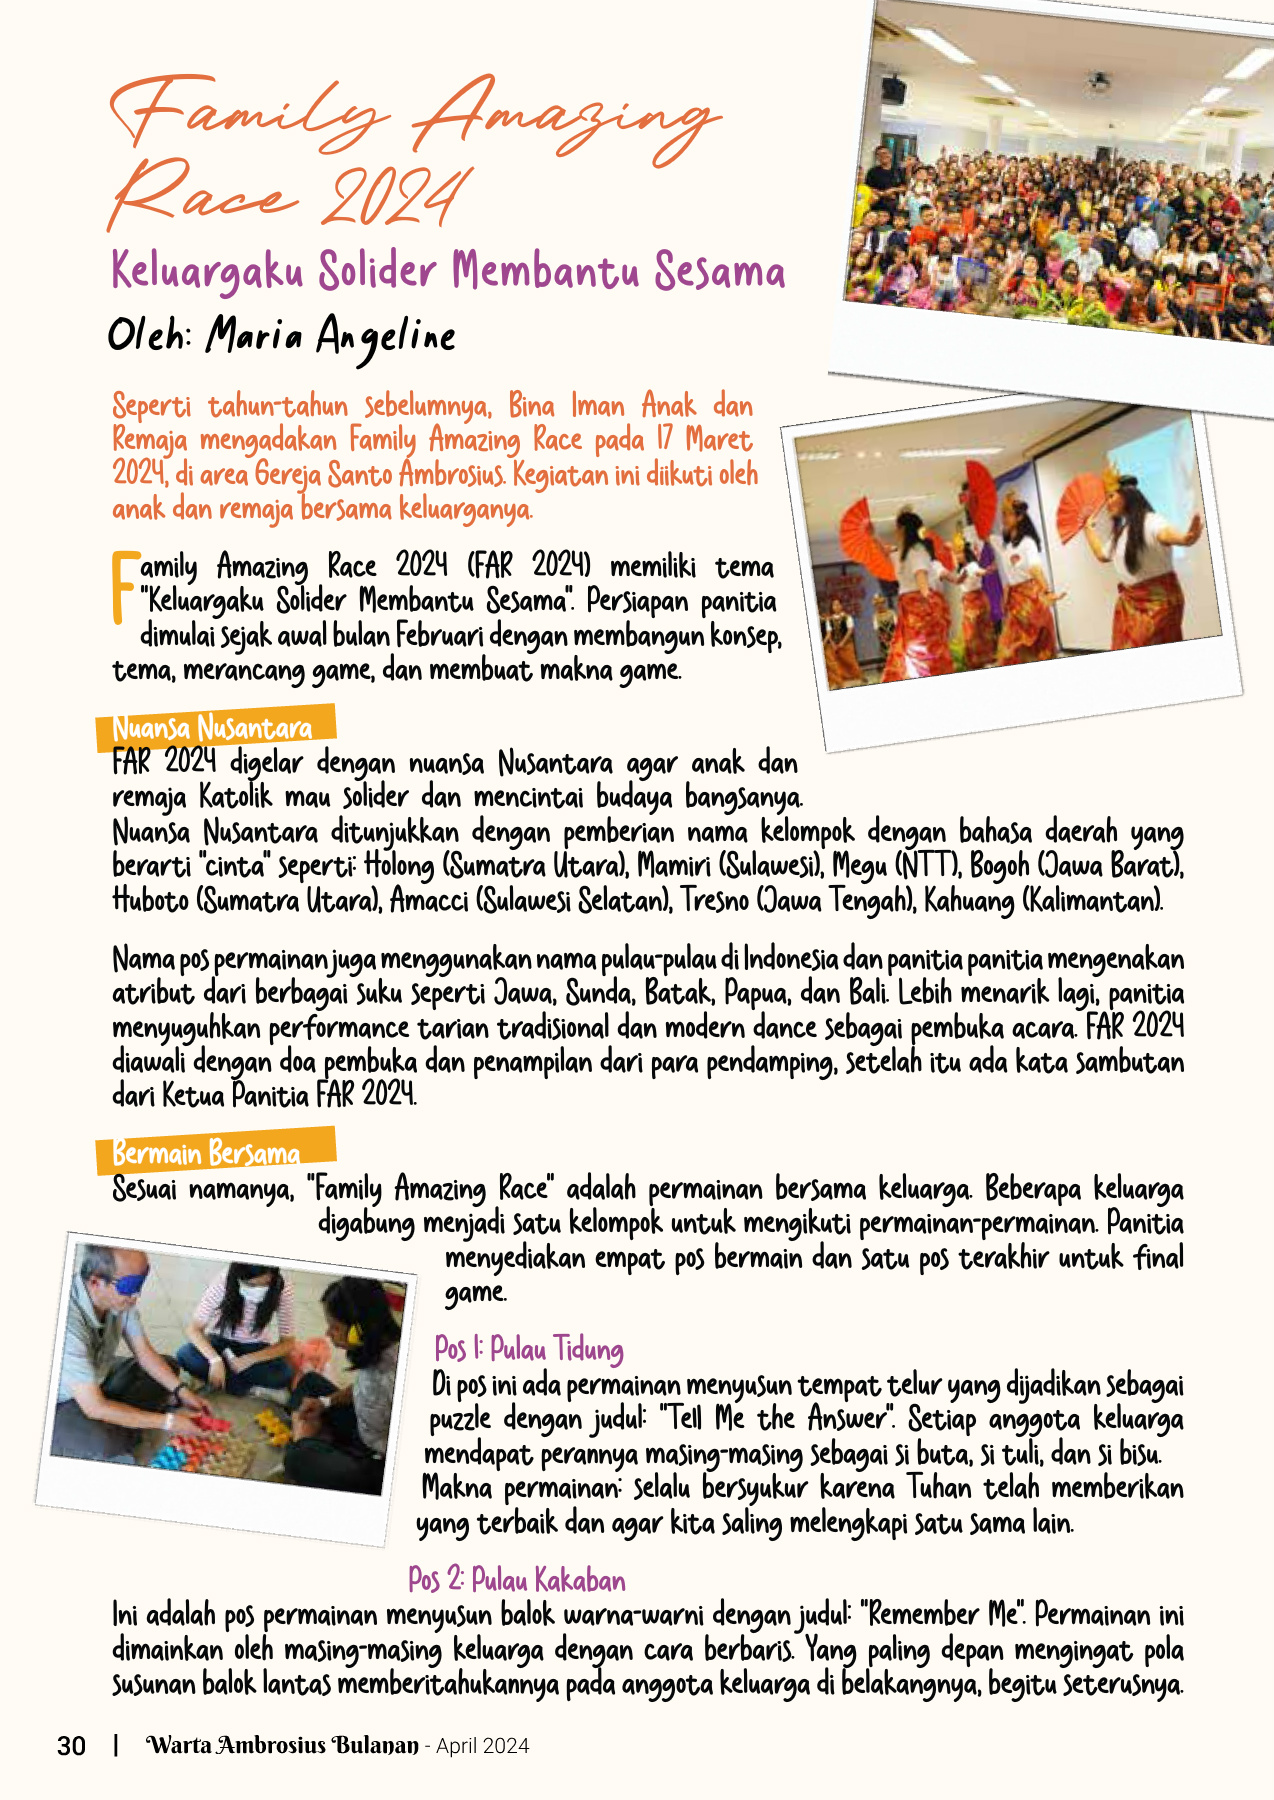 Family Amazing
Race 2024
Keluargaku Solider Membantu Sesama
Oleh: Maria Angeline
Seperti tahun-tahun sebelumnya, Bina Iman Anak dan
Remaja mengadakan Family Amazing Race pada 17 Maret
2024, di area Gereja Santo Ambrosius. Kegiatan ini diikuti oleh
anak dan remaja bersama keluarganya.
Family Amazing Race 2024 (FAR 2024) memiliki tema
"Keluargaku Solider Membantu Sesama". Persiapan panitia
dimulai sejak awal bulan Februari dengan membangun konsep,
tema, merancang game, dan membuat makna game.
Nuansa Nusantara
FAR 2024 digelar dengan nuansa Nusantara agar anak dan
remaja Katolik mau solider dan mencintai budaya bangsanya.
Nuansa Nusantara ditunjukkan dengan pemberian nama kelompok dengan bahasa daerah yang
berarti "cinta" seperti: Holong (Sumatra Utara), Mamiri (Sulawesi), Megu (NTT), Bogoh (Jawa Barat),
Huboto (Sumatra Utara), Amacci (Sulawesi Selatan), Tresno (Jawa Tengah), Kahuang (Kalimantan).
Nama pos permainan juga menggunakan nama pulau-pulau di Indonesia dan panitia panitia mengenakan
atribut dari berbagai suku seperti Jawa, Sunda, Batak, Papua, dan Bali. Lebih menarik lagi, panitia
menyuguhkan performance tarian tradisional dan modern dance sebagai pembuka acara. FAR 2024
diawali dengan doa pembuka dan penampilan dari para pendamping, setelah itu ada kata sambutan
dari Ketua Panitia FAR 2024.
Bermain Bersama
Sesuai namanya, "Family Amazing Race" adalah permainan bersama keluarga. Beberapa keluarga
digabung menjadi satu kelompok untuk mengikuti permainan-permainan. Panitia
menyediakan empat pos bermain dan satu pos terakhir untuk final
game.
Pos 1: Pulau Tidung
Di pos ini ada permainan menyusun tempat telur yang dijadikan sebagai
puzzle dengan judul: "Tell Me the Answer". Setiap anggota keluarga
mendapat perannya masing-masing sebagai si buta, si tuli, dan si bisu.
Makna permainan: selalu bersyukur karena Tuhan telah memberikan
yang terbaik dan agar kita saling melengkapi satu sama lain.
Pos 2: Pulau Kakaban
Ini adalah pos permainan menyusun balok warna-warni dengan judul: "Remember Me". Permainan ini
dimainkan oleh masing-masing keluarga dengan cara berbaris. Yang paling depan mengingat pola
susunan balok lantas memberitahukannya pada anggota keluarga di belakangnya, begitu seterusnya.
30 | Warta Ambrosius Bulanan - April 2024